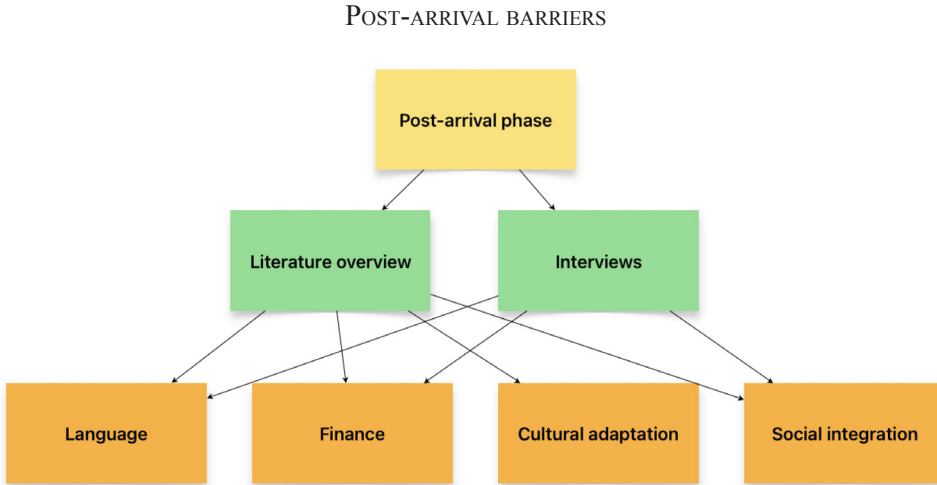 Post-arrival barriers
Post-arrival phase
Literature overview
Interviews
Language
Finance
Cultural adaptation
Social integration